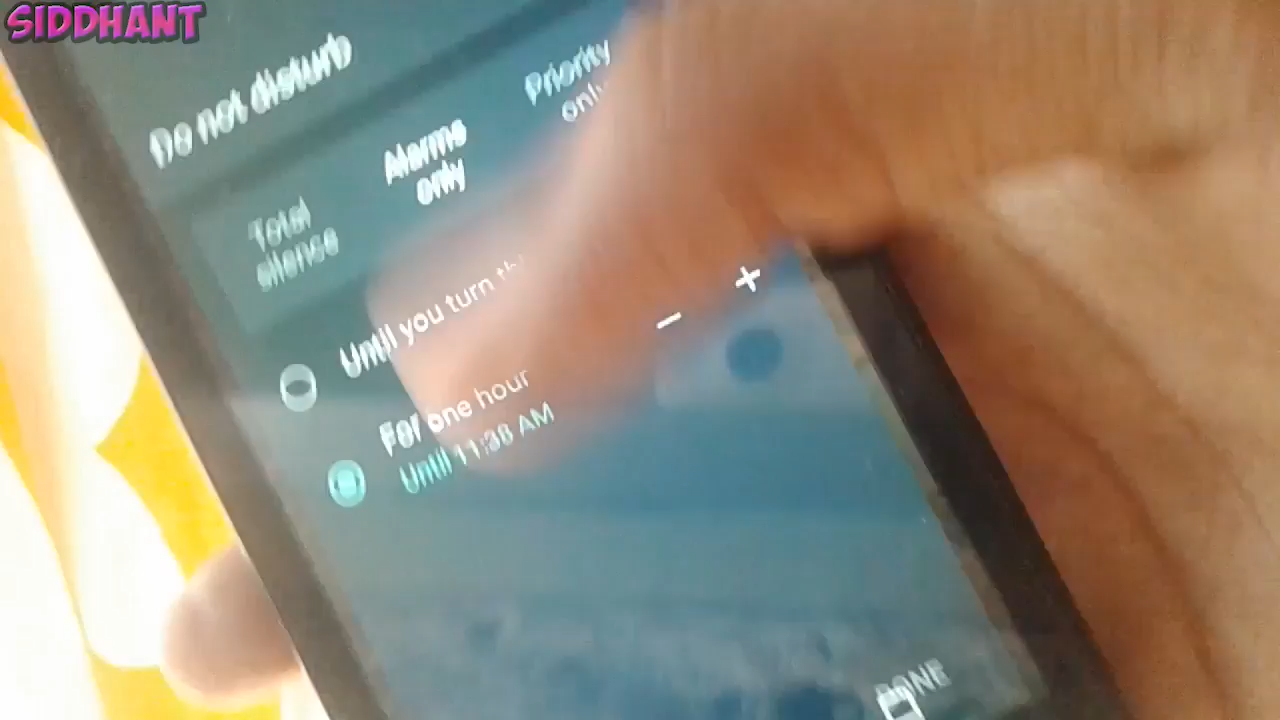 SIDDHANT
Do not disturb
Total
silence
Alarms
only
Priority
only
Until you turn
For one hour
Until 11:38 AM
DONE